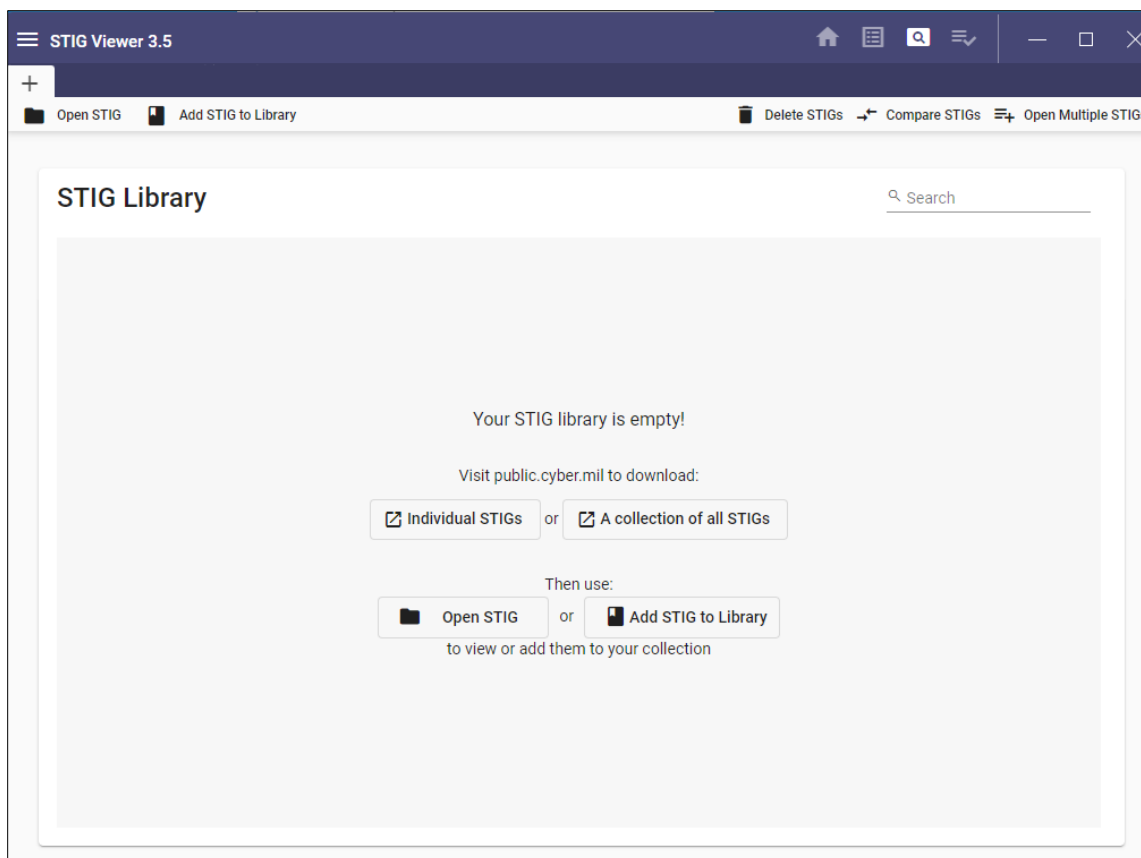 STIG Viewer 3.5
Open STIG Add STIG to Library Delete STIGs Compare STIGs Open Multiple STIG
STIG Library
Search
Your STIG library is empty!
Visit public.cyber.mil to download:
Individual STIGs or A collection of all STIGs
Then use:
Open STIG or Add STIG to Library
to view or add them to your collection